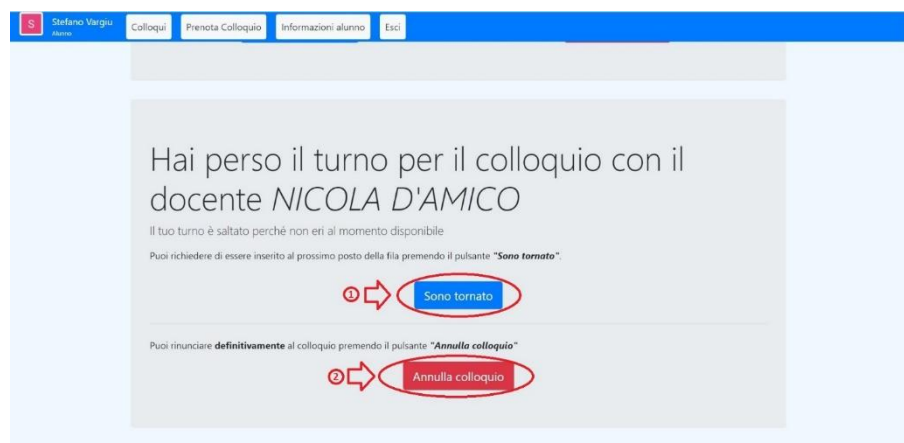 S
Stefano Vargiu
Alunno
Colloqui Prenota Colloquio Informazioni alunno Esci
Hai perso il turno per il colloquio con il
docente NICOLA D'AMICO
Il tuo turno è saltato perché non eri al momento disponibile
Puoi richiedere di essere inserito al prossimo posto della fila premendo il pulsante "Sono tornato".
1 Sono tornato
Puoi rinunciare definitivamente al colloquio premendo il pulsante "Annulla colloquio"
2 Annulla colloquio